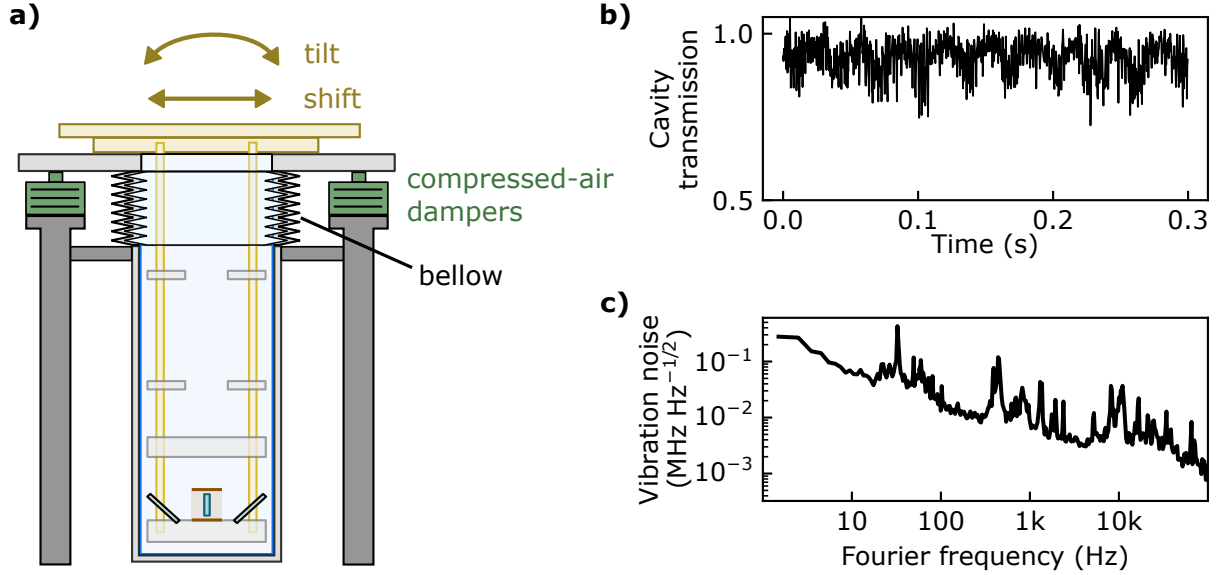 a)
tilt
shift
compressed-air
dampers
bellow
b)
Cavity
transmission
1.0
0.5
0.0
0.1
0.2
0.3
Time (s)
c)
Vibration noise
(MHz Hz⁻¹/²)
10⁻¹
10⁻²
10⁻³
10
100
1k
10k
Fourier frequency (Hz)